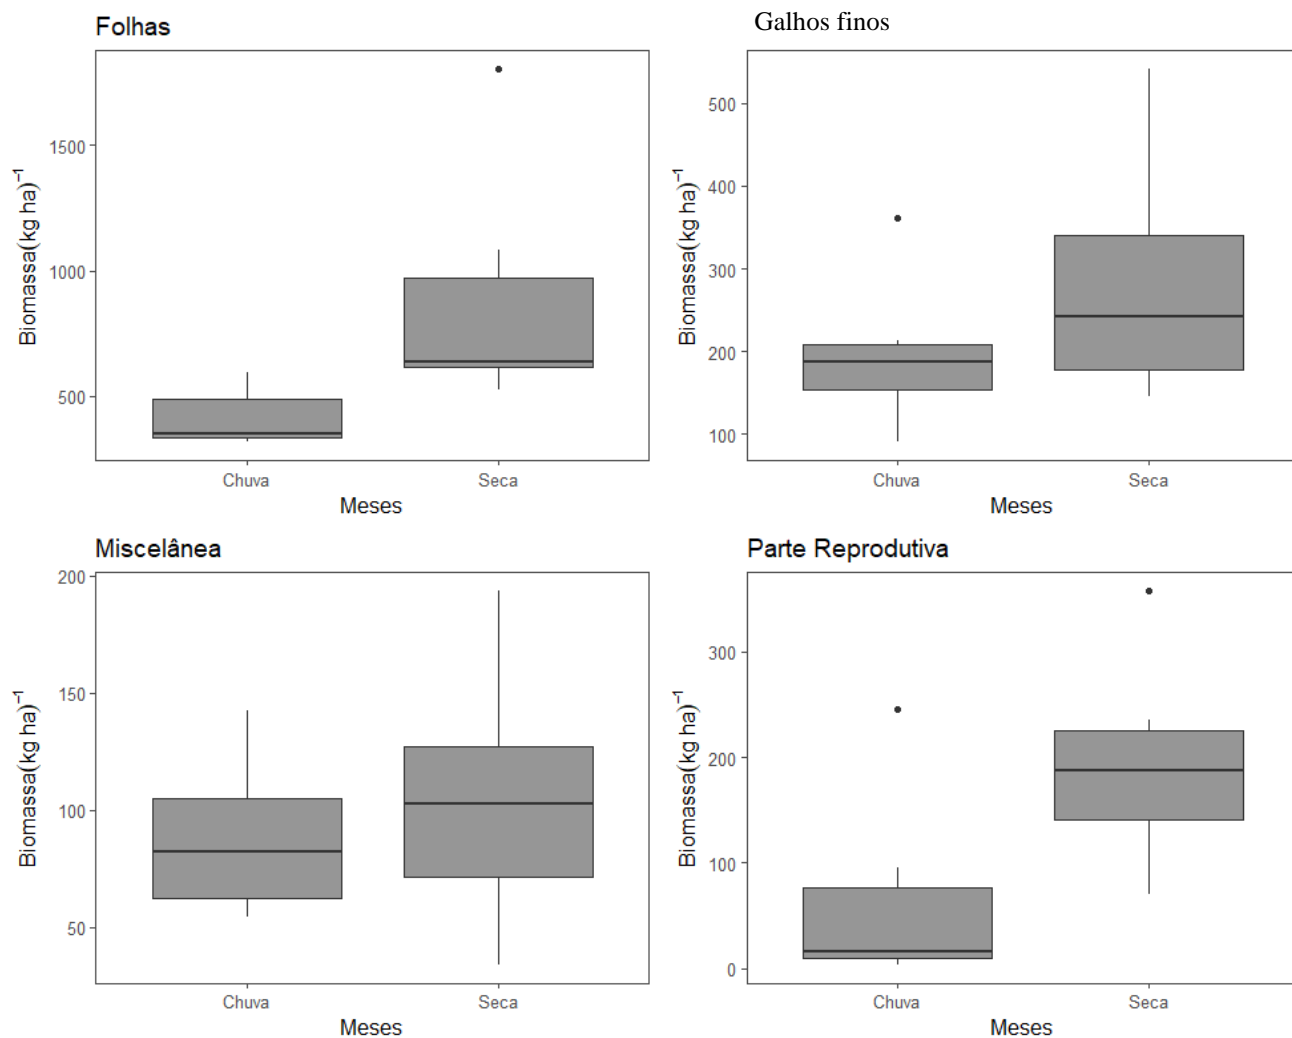 Folhas
Biomassa(kg ha)⁻¹
1500
1000
500
Chuva
Seca
Meses
Galhos finos
Biomassa(kg ha)⁻¹
500
400
300
200
100
Chuva
Seca
Meses
Miscelânea
Biomassa(kg ha)⁻¹
200
150
100
50
Chuva
Seca
Meses
Parte Reprodutiva
Biomassa(kg ha)⁻¹
300
200
100
0
Chuva
Seca
Meses